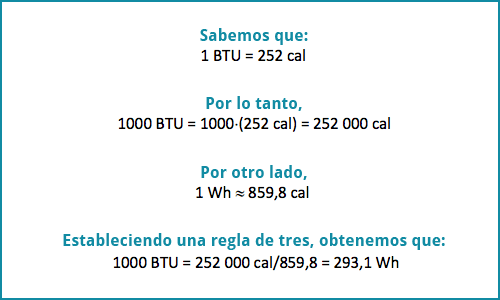 Sabemos que:
1 BTU = 252 cal
Por lo tanto,
1000 BTU = 1000·(252 cal) = 252 000 cal
Por otro lado,
1 Wh ≈ 859,8 cal
Estableciendo una regla de tres, obtenemos que:
1000 BTU = 252 000 cal/859,8 = 293,1 Wh